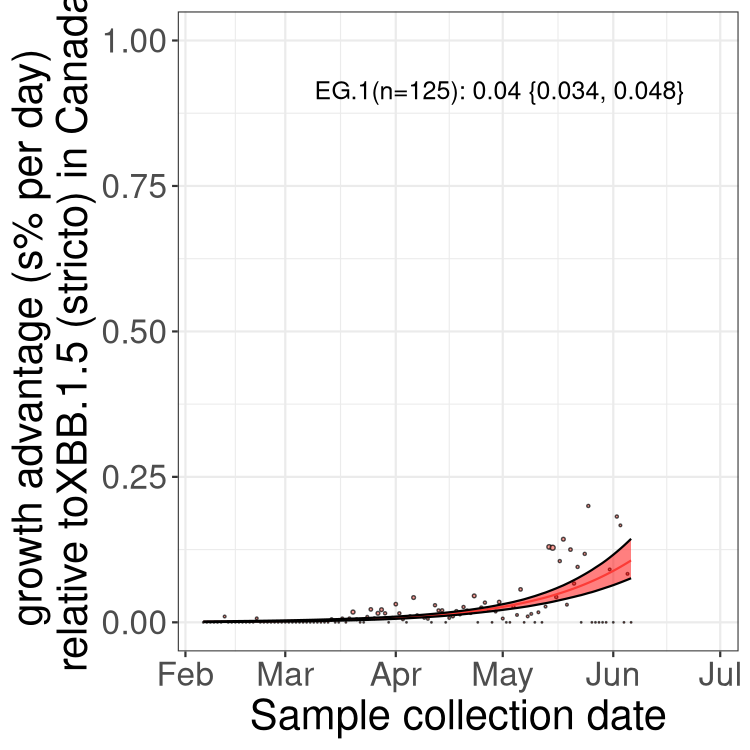 growth advantage (s% per day)
relative toXBB.1.5 (stricto) in Canada
1.00
0.75
0.50
0.25
0.00
EG.1(n=125): 0.04 {0.034, 0.048}
Feb Mar Apr May Jun Jul
Sample collection date